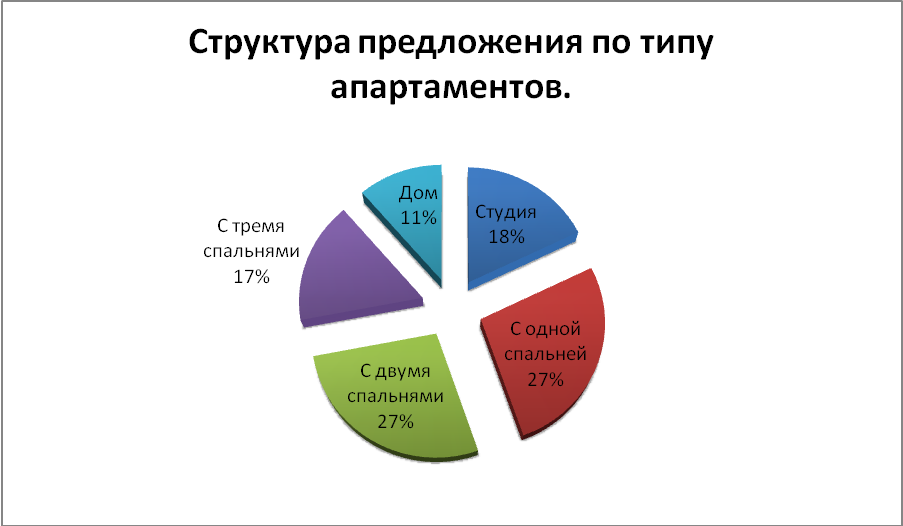 Структура предложения по типу
апартаментов.
Дом
11%
Студия
18%
С тремя
спальнями
17%
С одной
спальней
27%
С двумя
спальнями
27%